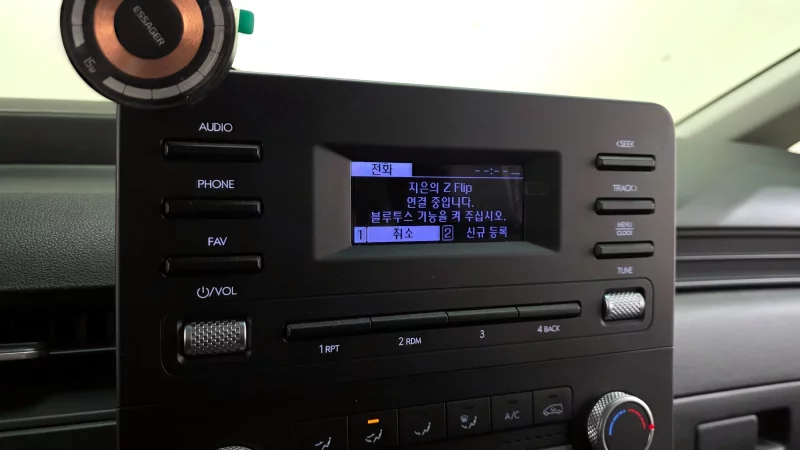 ESSAGER
15W
AUDIO
PHONE
FAV
/VOL
전화 --:--
지은의 Z Flip
연결 중입니다.
블루투스 기능을 켜 주십시오.
1 취소 2 신규 등록
<SEEK
TRACK>
MENU
CLOCK
TUNE
1 RPT
2 RDM
3
4 BACK
A/C